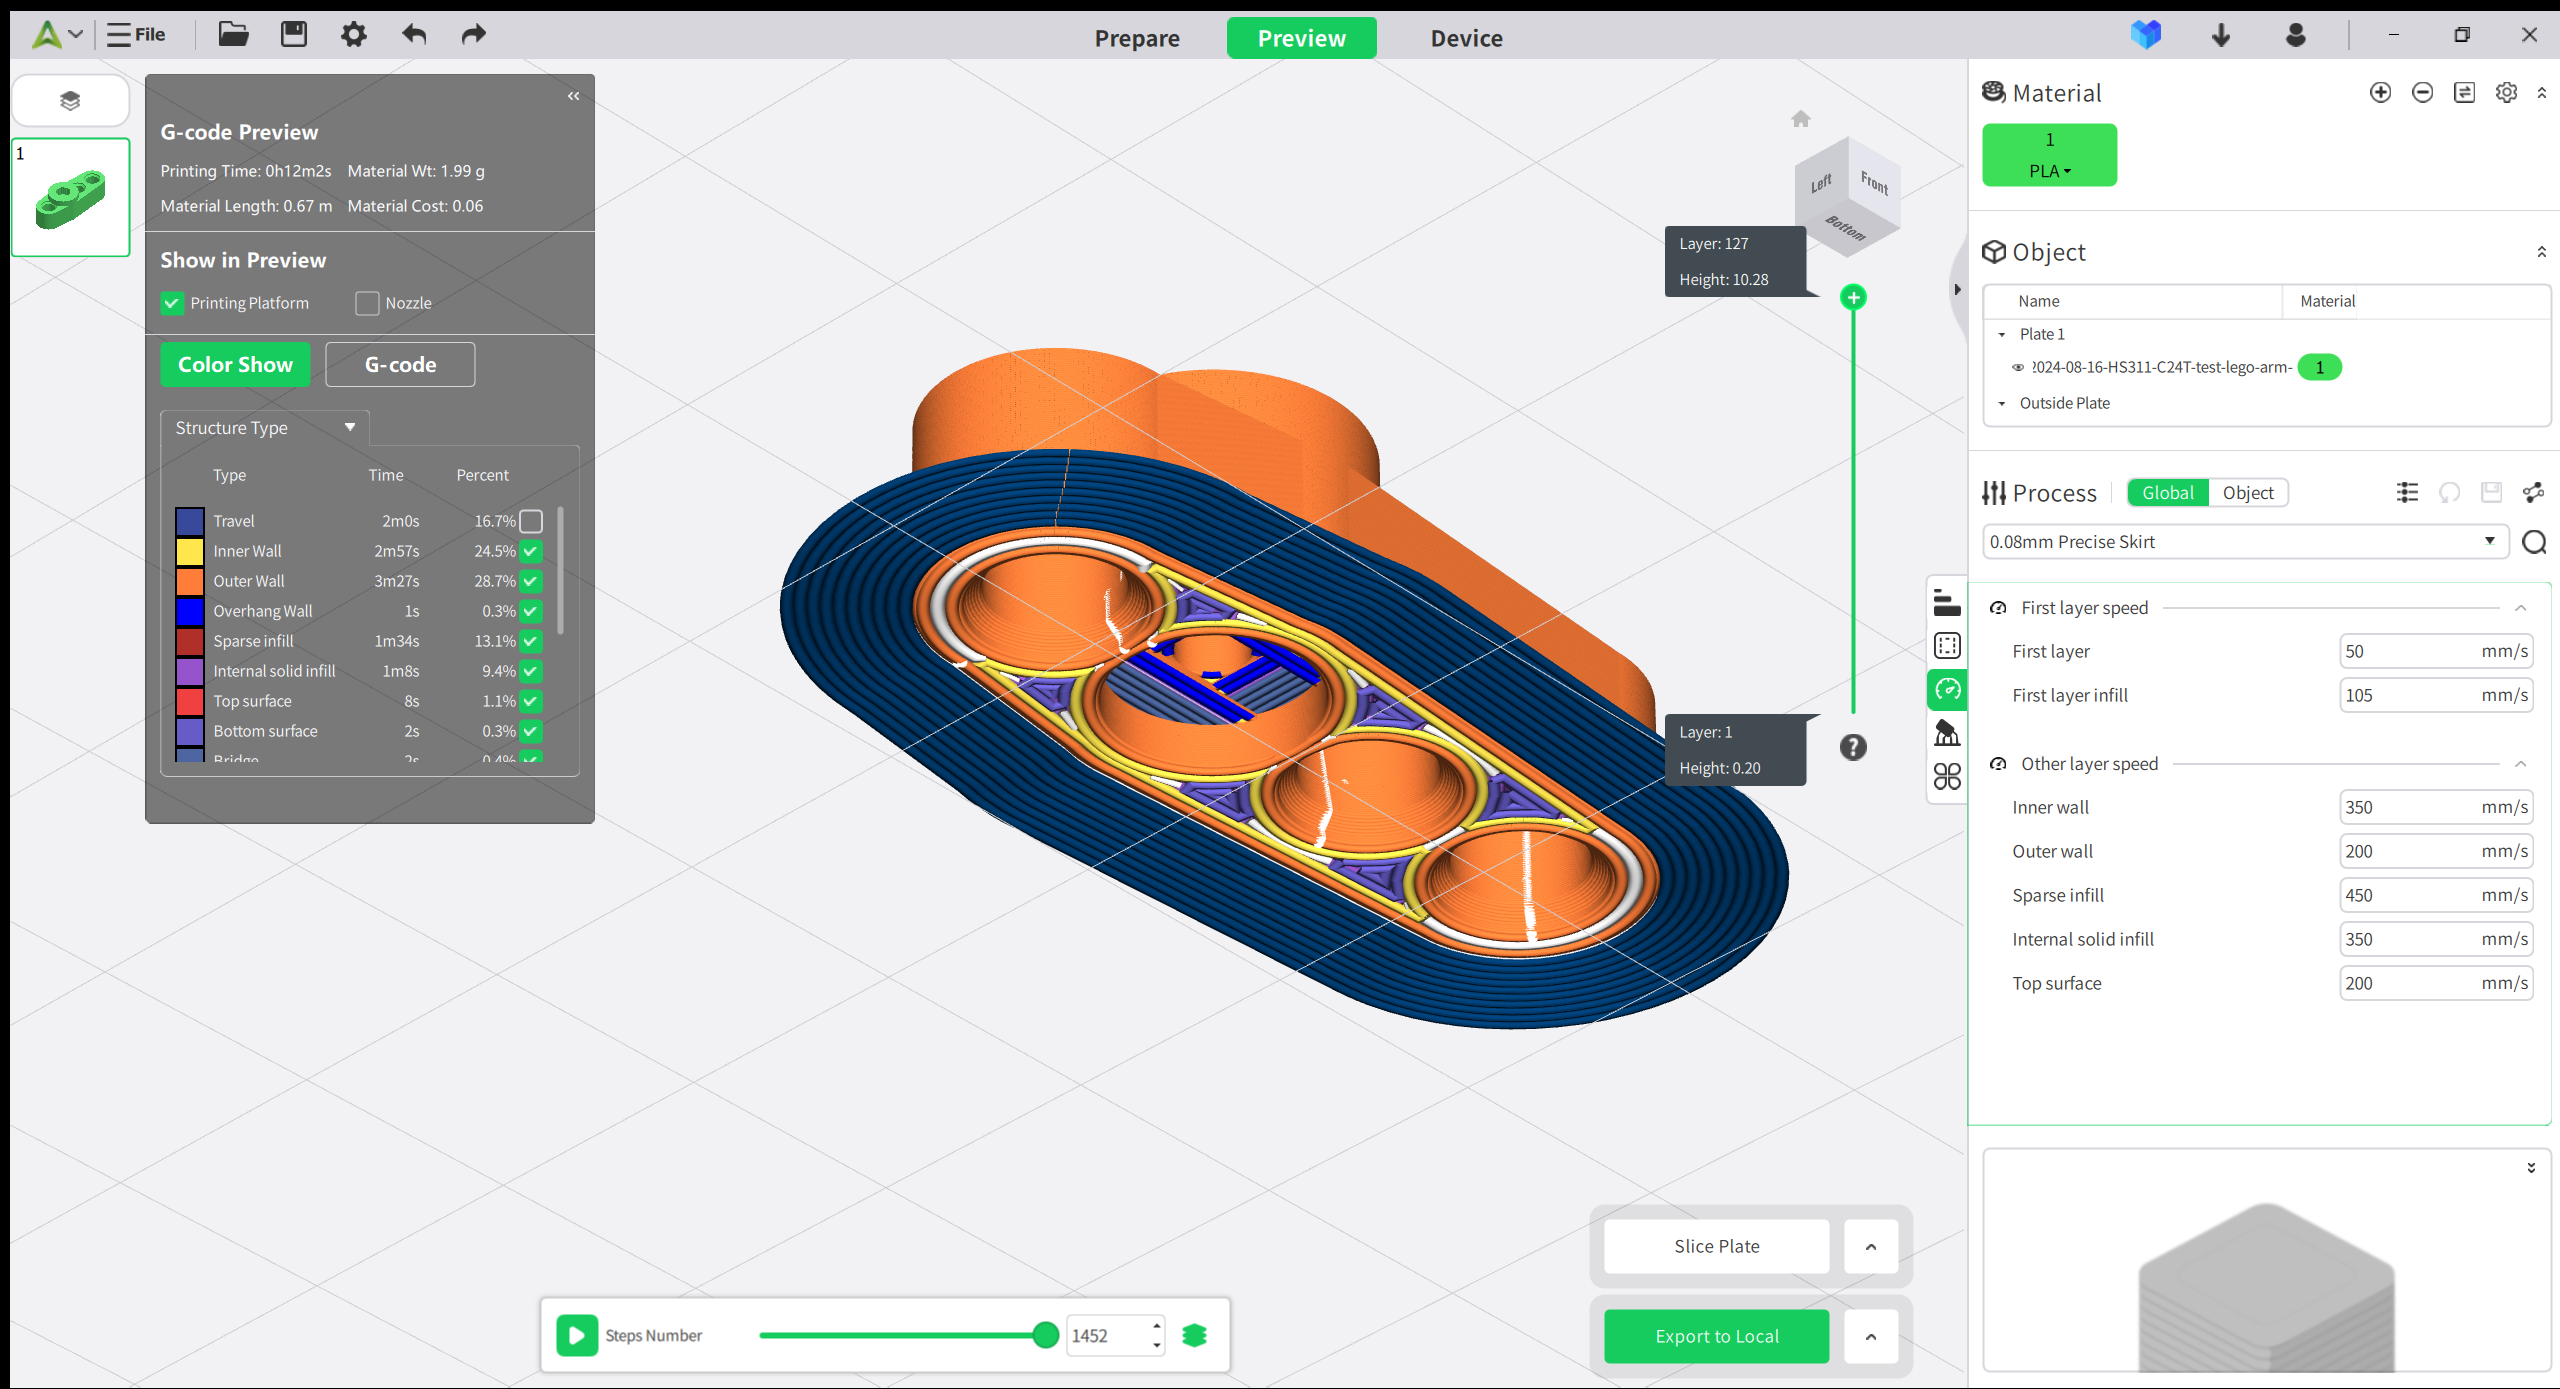 File
Prepare
Preview
Device
1
G-code Preview
Printing Time: 0h12m2s Material Wt: 1.99 g
Material Length: 0.67 m Material Cost: 0.06
Show in Preview
Printing Platform Nozzle
Color Show G-code
Structure Type
Type Time Percent
Travel 2m0s 16.7%
Inner Wall 2m57s 24.5%
Outer Wall 3m27s 28.7%
Overhang Wall 1s 0.3%
Sparse infill 1m34s 13.1%
Internal solid infill 1m8s 9.4%
Top surface 8s 1.1%
Bottom surface 2s 0.3%
Bridge 2s 0.4%
Left Front
Bottom
Layer: 127
Height: 10.28
Layer: 1
Height: 0.20
?
Steps Number 1452
Slice Plate
Export to Local
Material
1
PLA
Object
Name Material
Plate 1
2024-08-16-HS311-C24T-test-lego-arm- 1
Outside Plate
Process Global Object
0.08mm Precise Skirt
First layer speed
First layer 50 mm/s
First layer infill 105 mm/s
Other layer speed
Inner wall 350 mm/s
Outer wall 200 mm/s
Sparse infill 450 mm/s
Internal solid infill 350 mm/s
Top surface 200 mm/s